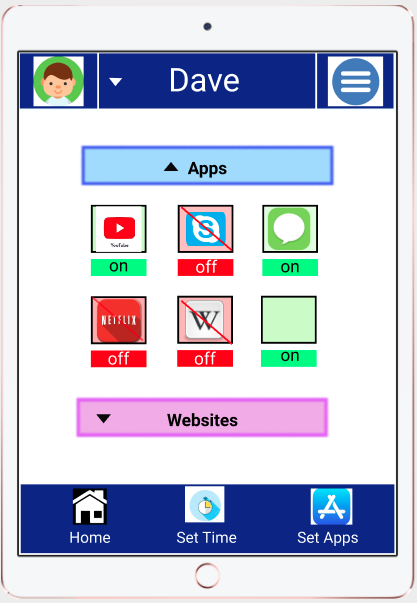 Dave
Apps
YouTube
S
on
off
on
NETFLIX
W
off
off
on
Websites
Home
Set Time
Set Apps